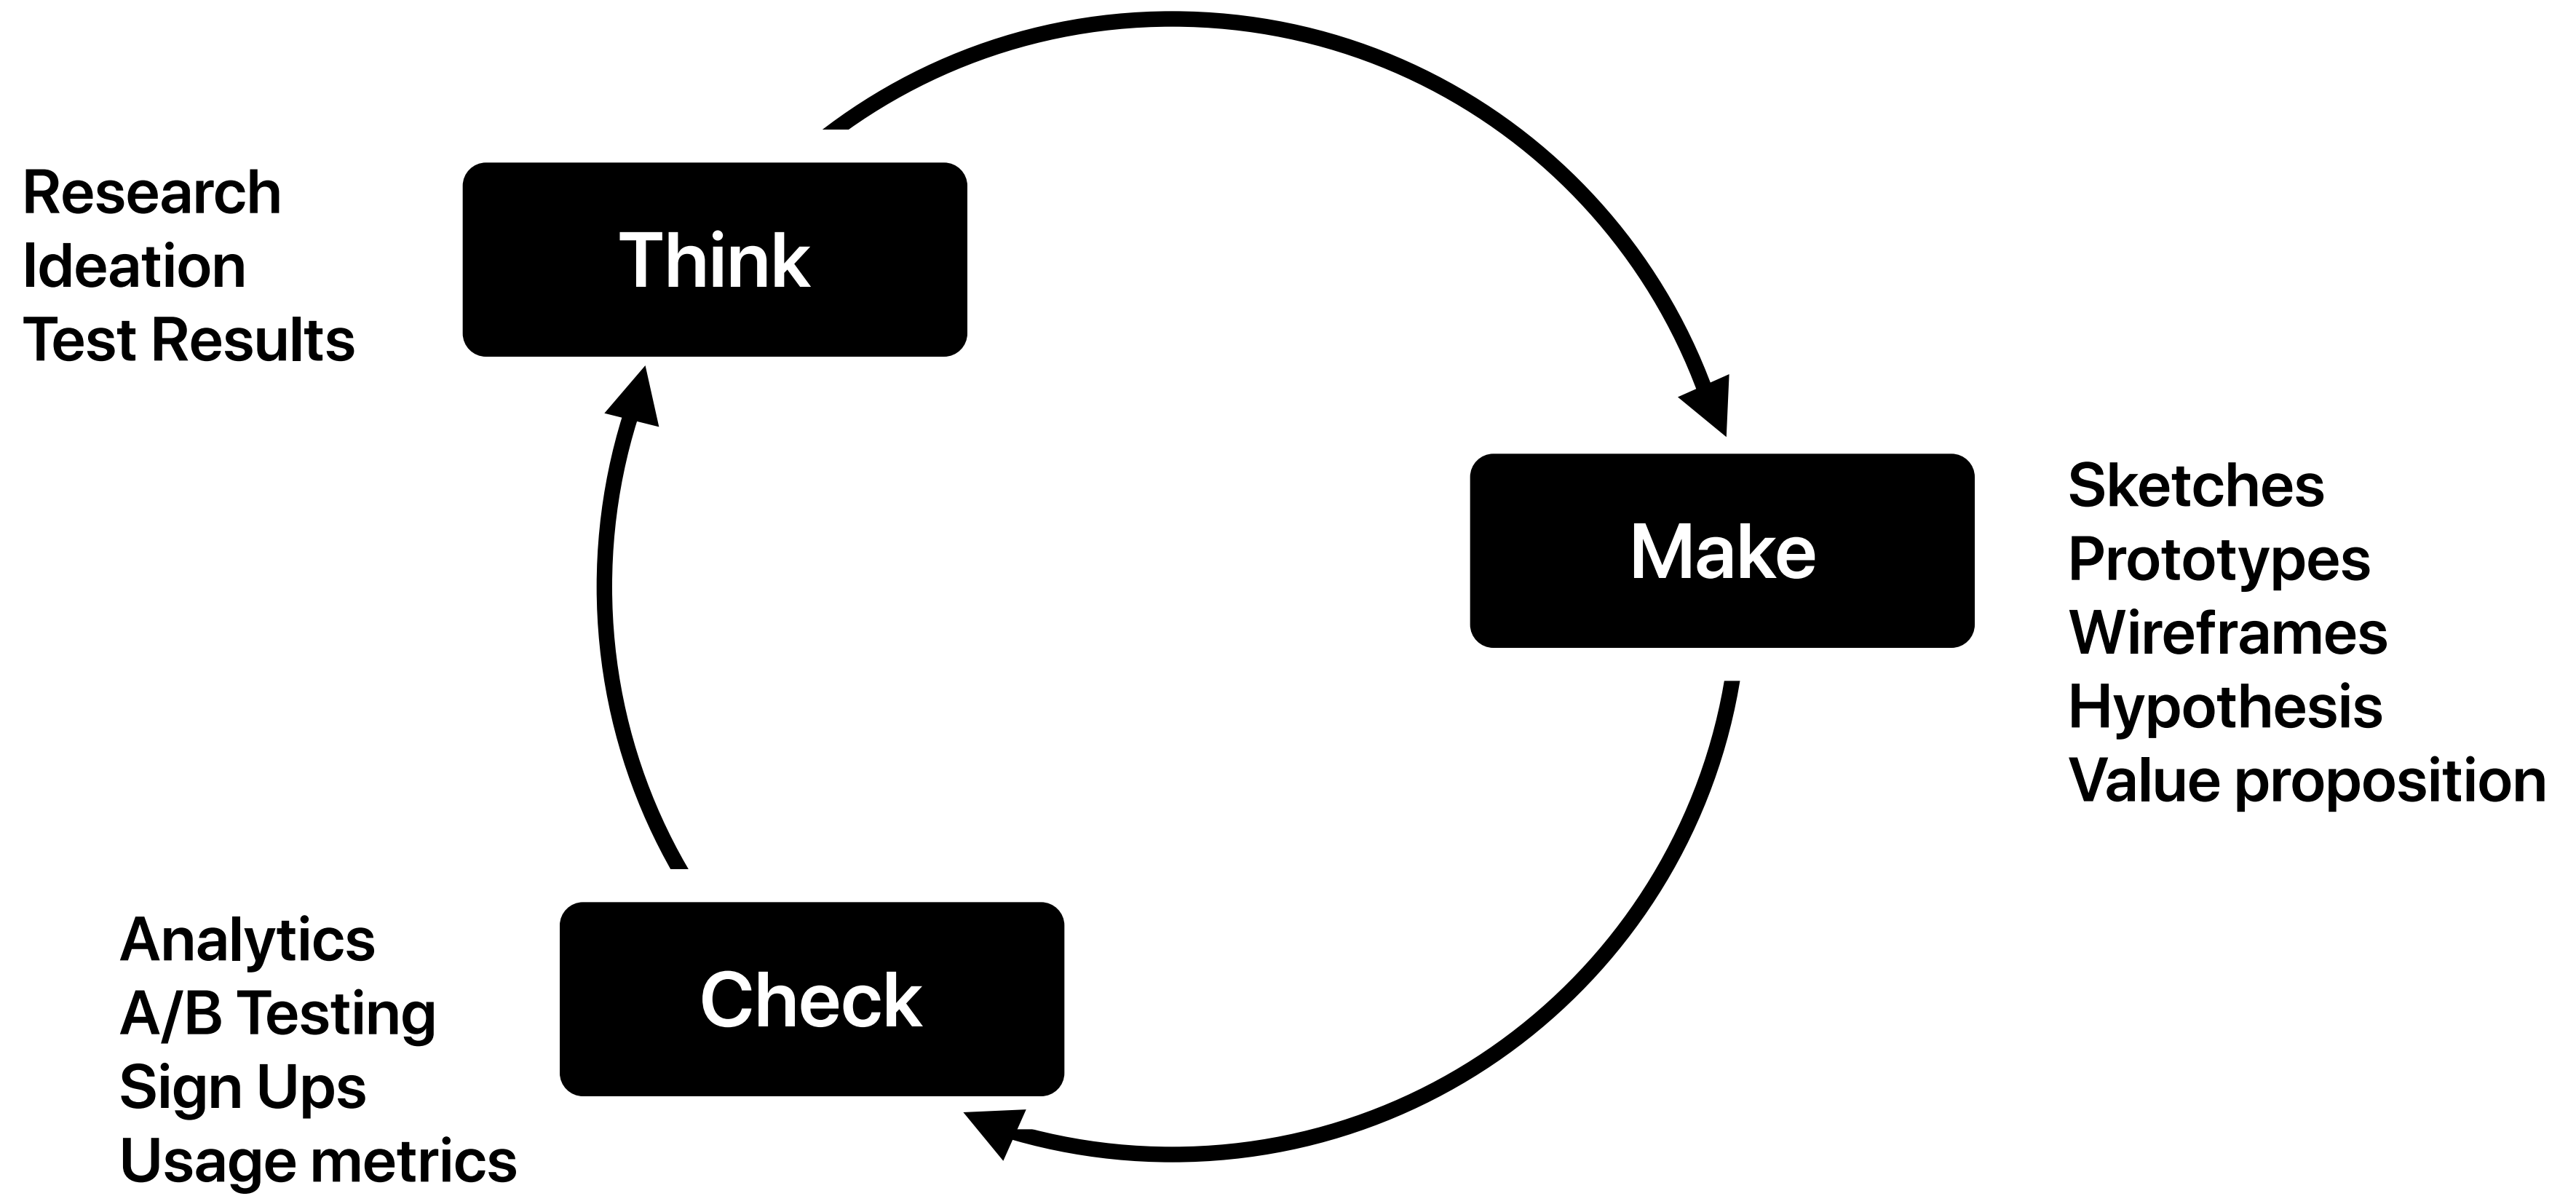 Think
Research
Ideation
Test Results
Make
Sketches
Prototypes
Wireframes
Hypothesis
Value proposition
Check
Analytics
A/B Testing
Sign Ups
Usage metrics